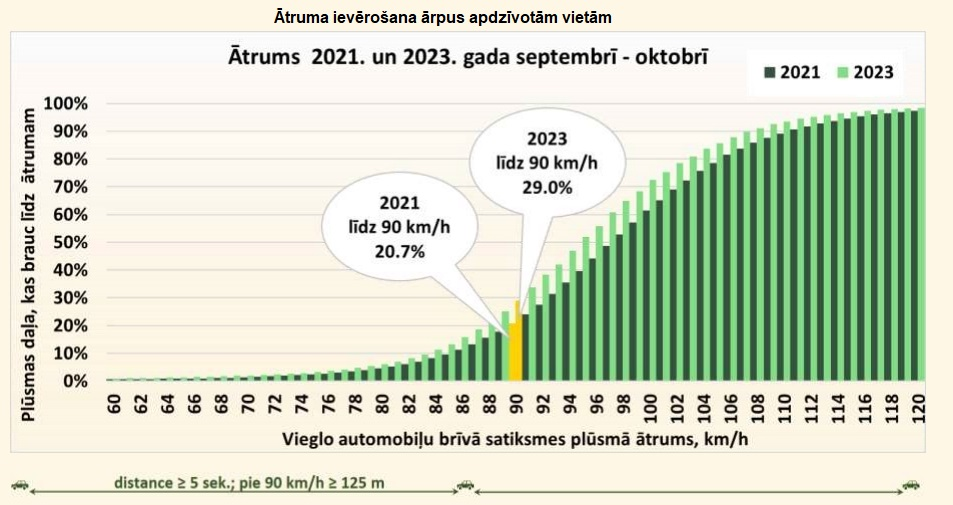 Ātruma ievērošana ārpus apdzīvotām vietām
Ātrums 2021. un 2023. gada septembrī - oktobrī
2021 2023
Plūsmas daļa, kas brauc līdz ātrumam
100%
90%
80%
70%
60%
50%
40%
30%
20%
10%
0%
2021
līdz 90 km/h
20.7%
2023
līdz 90 km/h
29.0%
60 62 64 66 68 70 72 74 76 78 80 82 84 86 88 90 92 94 96 98 100 102 104 106 108 110 112 114 116 118 120
Vieglo automobiļu brīvā satiksmes plūsmā ātrums, km/h
distance ≥ 5 sek.; pie 90 km/h ≥ 125 m